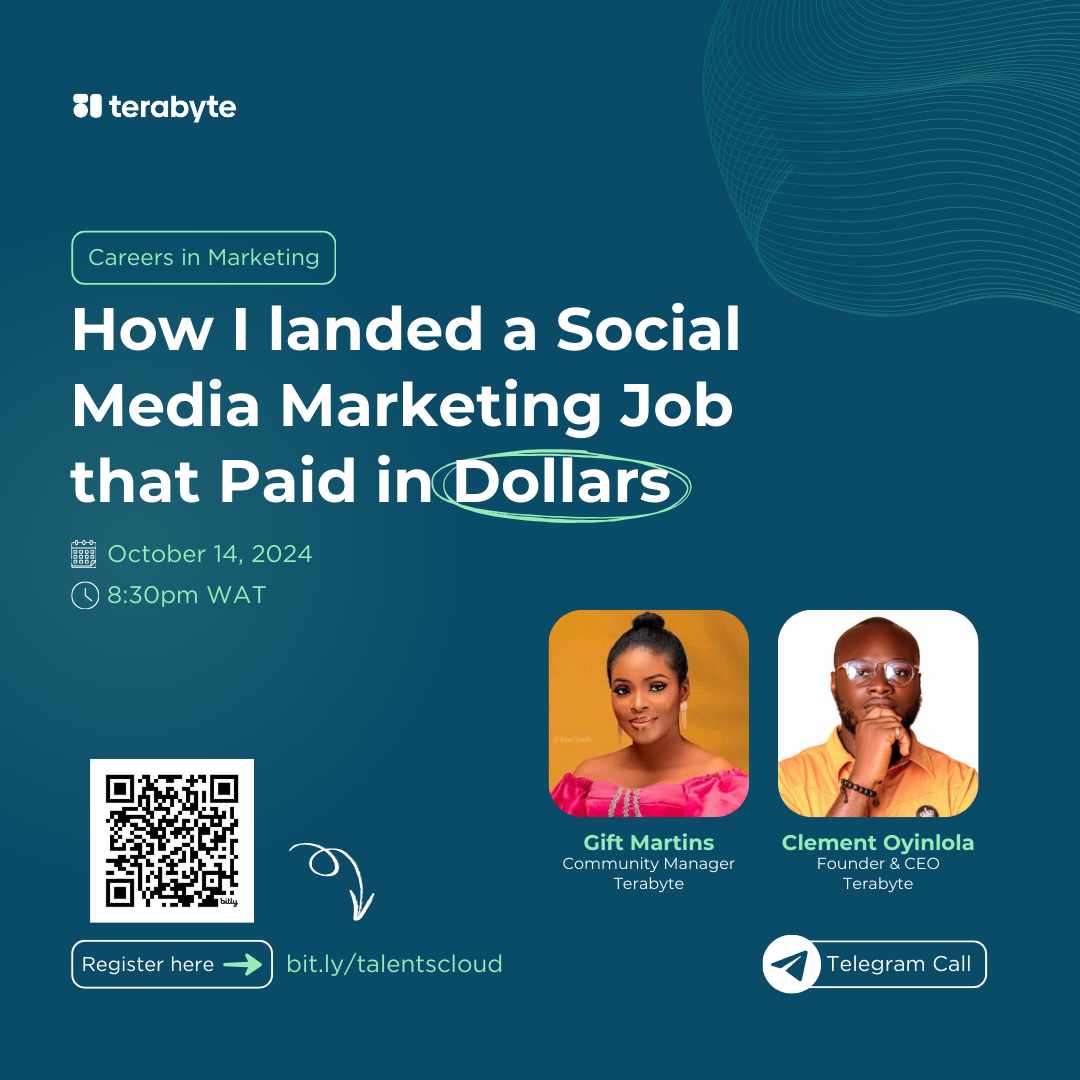 terabyte
Careers in Marketing
How I landed a Social
Media Marketing Job
that Paid in Dollars
October 14, 2024
8:30pm WAT
Gift Martins
Community Manager
Terabyte
Clement Oyinlola
Founder & CEO
Terabyte
bitly
Register here
bit.ly/talentscloud
Telegram Call